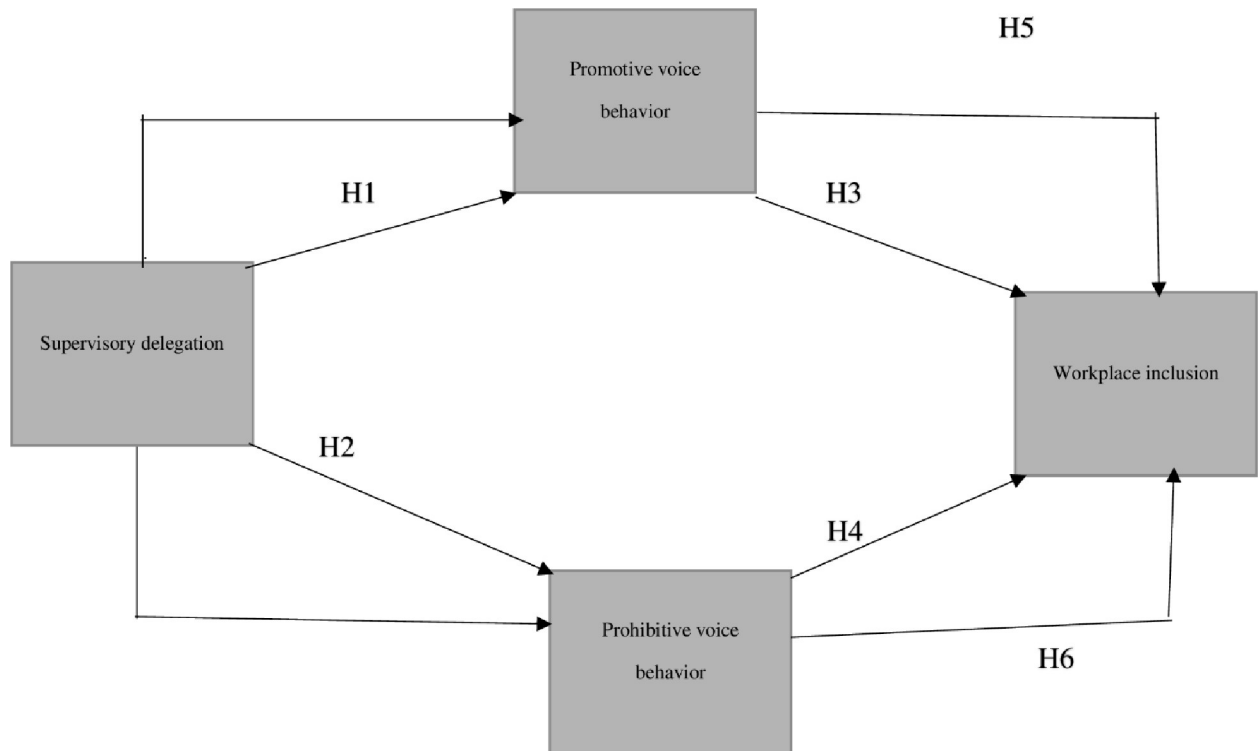 H5
Promotive voice
behavior
H1
H3
Supervisory delegation
Workplace inclusion
H2
H4
Prohibitive voice
behavior
H6